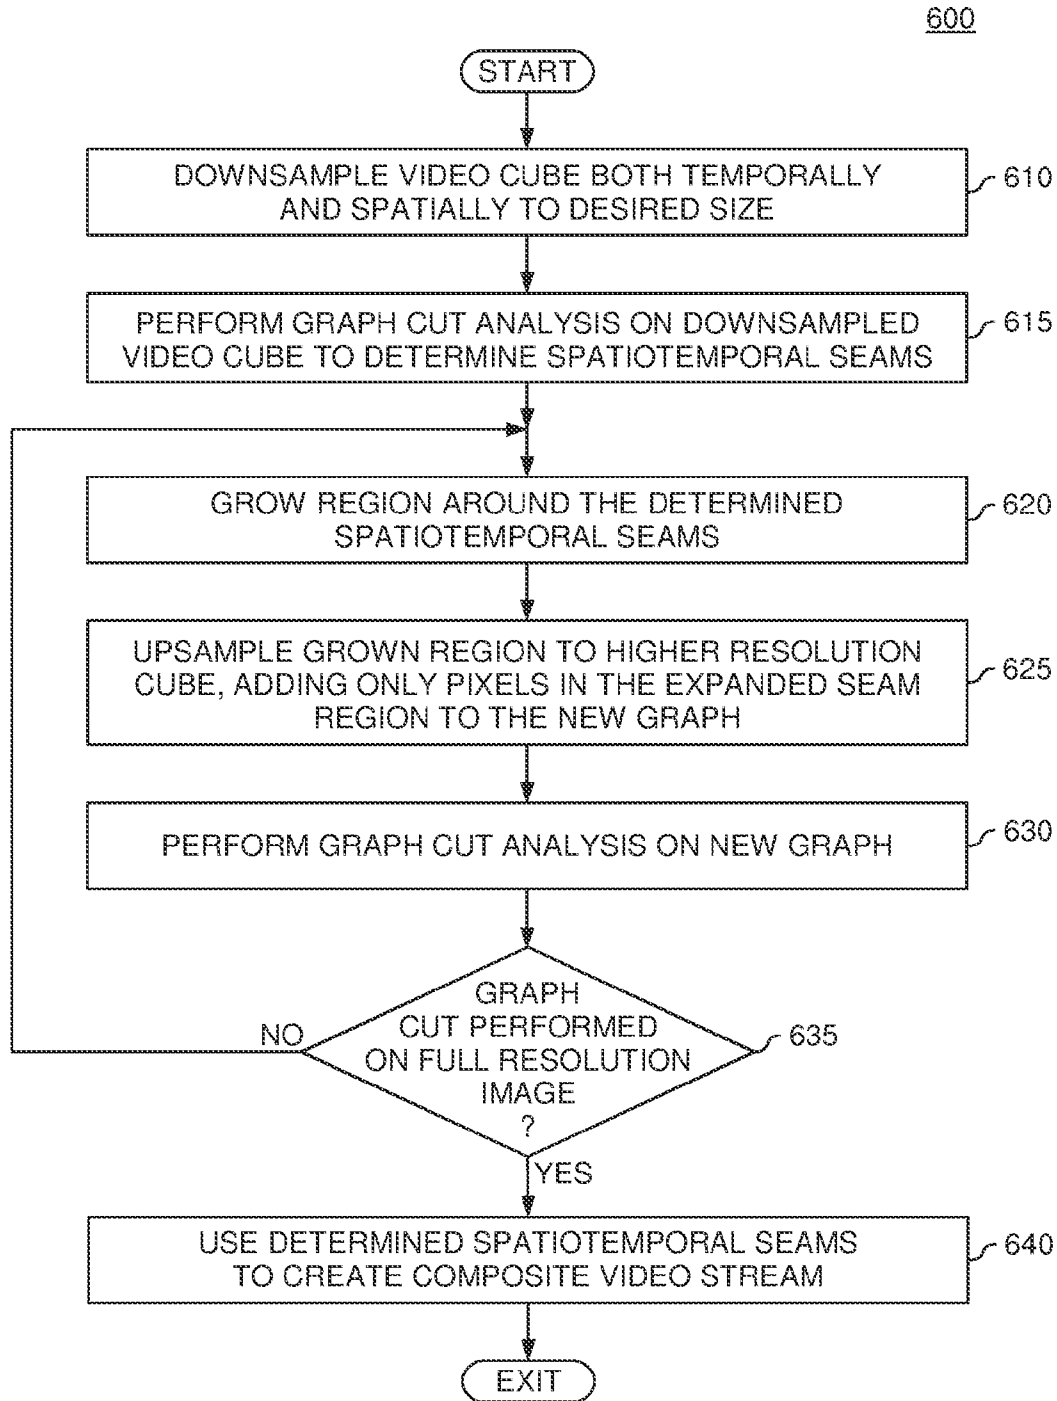 600
START
DOWNSAMPLE VIDEO CUBE BOTH TEMPORALLY
AND SPATIALLY TO DESIRED SIZE
610
PERFORM GRAPH CUT ANALYSIS ON DOWNSAMPLED
VIDEO CUBE TO DETERMINE SPATIOTEMPORAL SEAMS
615
GROW REGION AROUND THE DETERMINED
SPATIOTEMPORAL SEAMS
620
UPSAMPLE GROWN REGION TO HIGHER RESOLUTION
CUBE, ADDING ONLY PIXELS IN THE EXPANDED SEAM
REGION TO THE NEW GRAPH
625
PERFORM GRAPH CUT ANALYSIS ON NEW GRAPH
630
GRAPH
CUT PERFORMED
ON FULL RESOLUTION
IMAGE
?
635
NO
YES
USE DETERMINED SPATIOTEMPORAL SEAMS
TO CREATE COMPOSITE VIDEO STREAM
640
EXIT